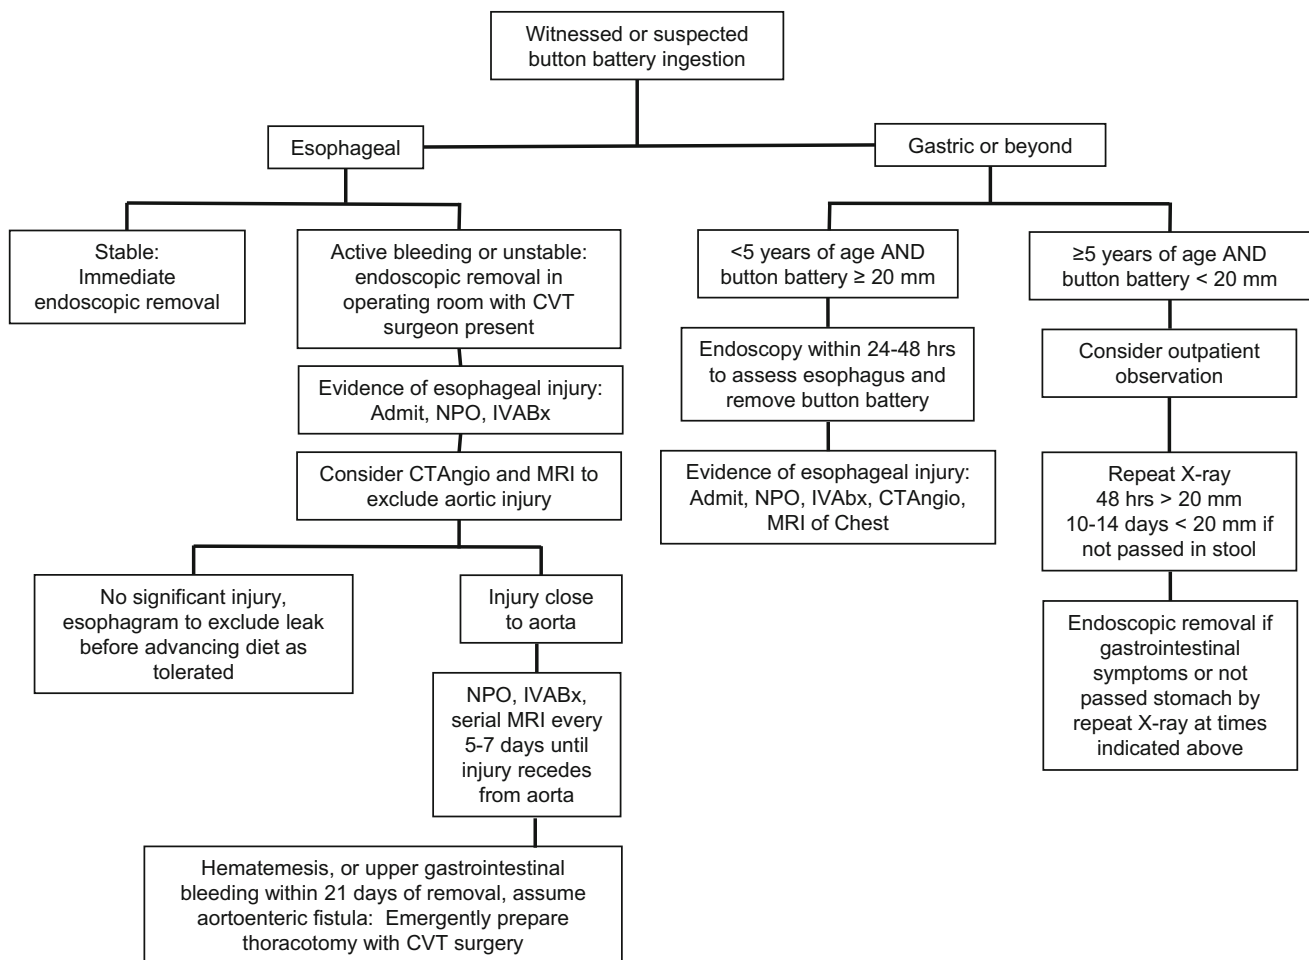 Witnessed or suspected
button battery ingestion
Esophageal
Gastric or beyond
Stable:
Immediate
endoscopic removal
Active bleeding or unstable:
endoscopic removal in
operating room with CVT
surgeon present
<5 years of age AND
button battery ≥ 20 mm
≥5 years of age AND
button battery < 20 mm
Evidence of esophageal injury:
Admit, NPO, IVABx
Endoscopy within 24-48 hrs
to assess esophagus and
remove button battery
Consider outpatient
observation
Consider CTAngio and MRI to
exclude aortic injury
Evidence of esophageal injury:
Admit, NPO, IVAbx, CTAngio,
MRI of Chest
Repeat X-ray
48 hrs > 20 mm
10-14 days < 20 mm if
not passed in stool
No significant injury,
esophagram to exclude leak
before advancing diet as
tolerated
Injury close
to aorta
Endoscopic removal if
gastrointestinal
symptoms or not
passed stomach by
repeat X-ray at times
indicated above
NPO, IVABx,
serial MRI every
5-7 days until
injury recedes
from aorta
Hematemesis, or upper gastrointestinal
bleeding within 21 days of removal, assume
aortoenteric fistula: Emergently prepare
thoracotomy with CVT surgery